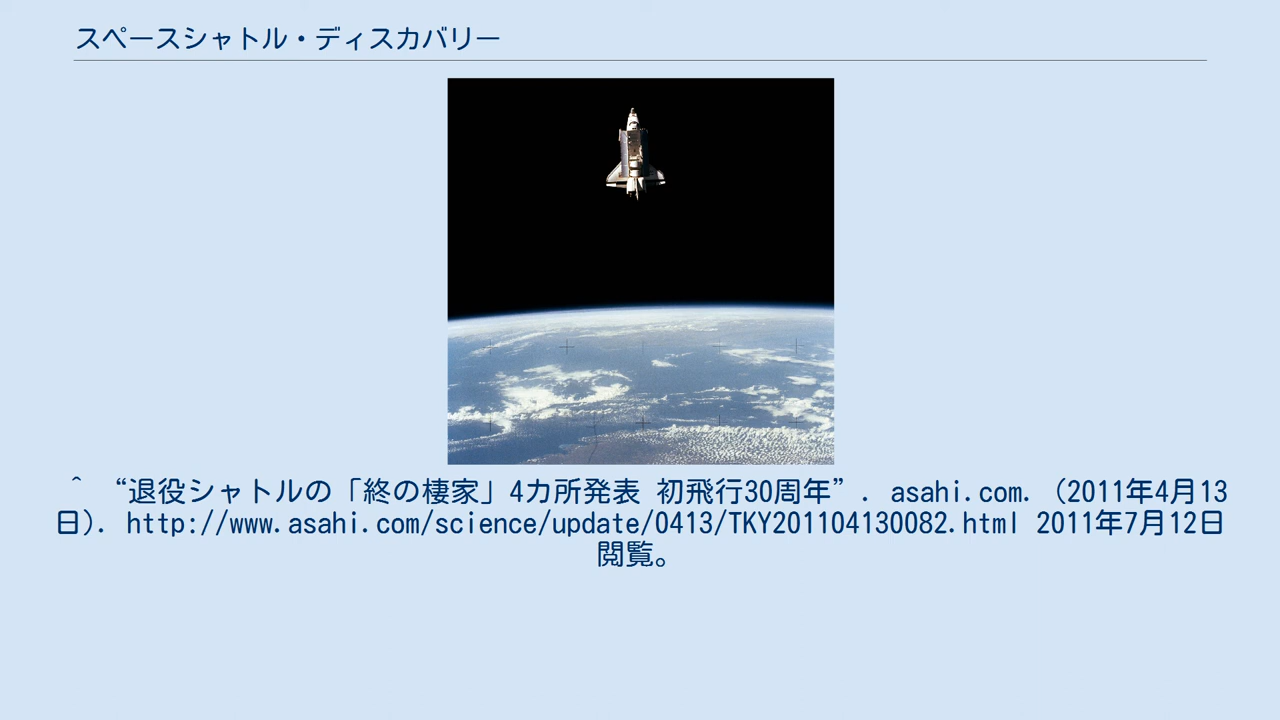 スペースシャトル・ディスカバリー
^ “退役シャトルの「終の棲家」4カ所発表 初飛行30周年”. asahi.com. (2011年4月13
日). http://www.asahi.com/science/update/0413/TKY201104130082.html 2011年7月12日
閲覧。